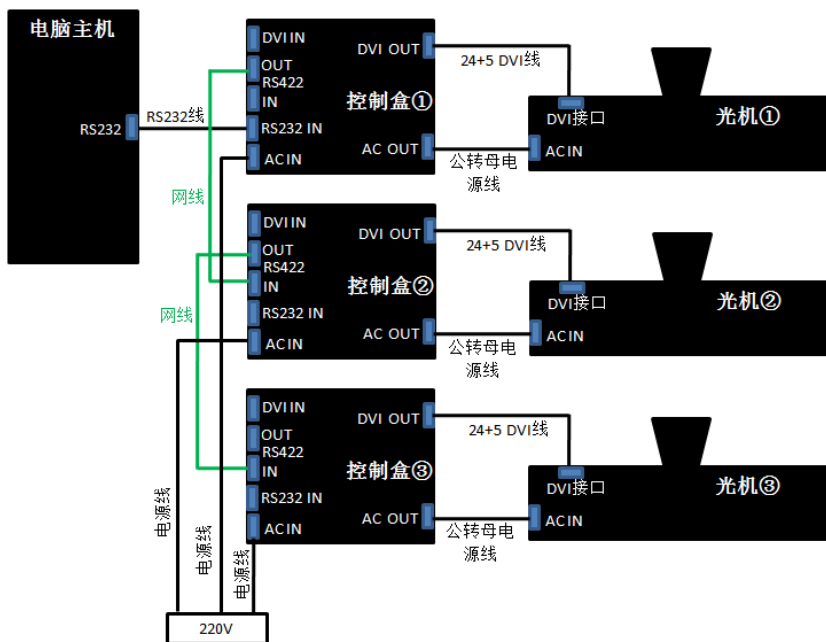 电脑主机
RS232
RS232线
DVI IN
OUT
RS422
IN
RS232 IN
AC IN
DVI OUT
控制盒①
AC OUT
24+5 DVI线
公转母电
源线
DVI接口
光机①
AC IN
网线
DVI IN
OUT
RS422
IN
RS232 IN
AC IN
DVI OUT
控制盒②
AC OUT
24+5 DVI线
公转母电
源线
DVI接口
光机②
AC IN
网线
DVI IN
OUT
RS422
IN
RS232 IN
AC IN
DVI OUT
控制盒③
AC OUT
24+5 DVI线
公转母电
源线
DVI接口
光机③
AC IN
电源线
电源线
电源线
220V